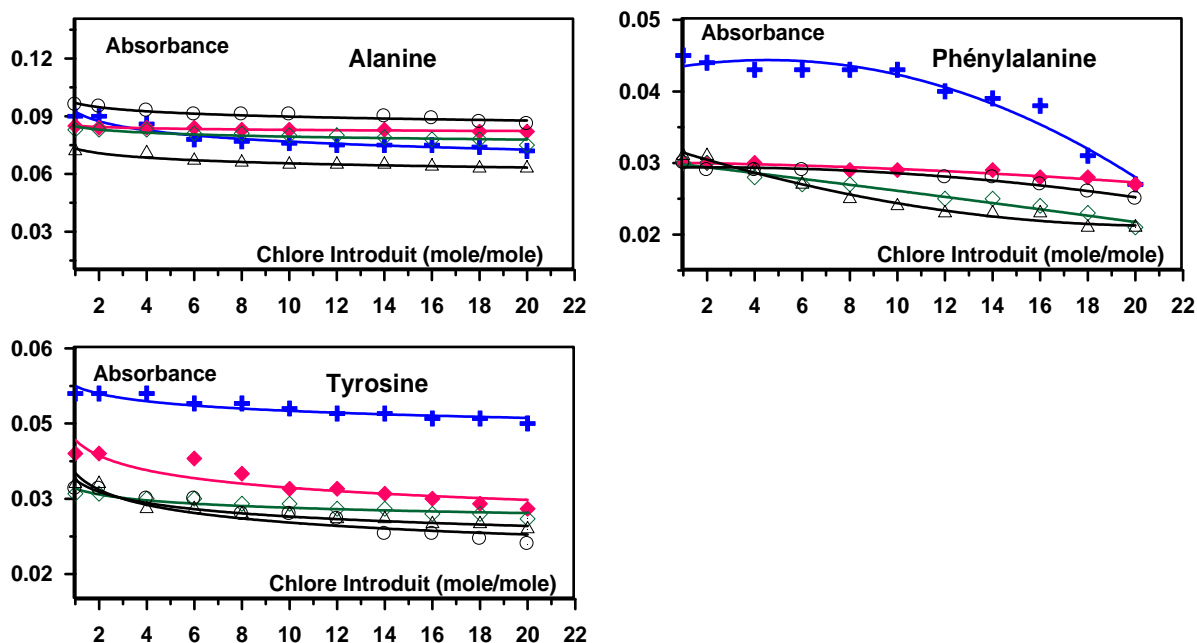 0.12
0.09
0.06
0.03
Absorbance
Alanine
Chlore Introduit (mole/mole)
2 4 6 8 10 12 14 16 18 20 22
0.05
0.04
0.03
0.02
Absorbance
Phénylalanine
Chlore Introduit (mole/mole)
2 4 6 8 10 12 14 16 18 20 22
0.06
0.05
0.03
0.02
Absorbance
Tyrosine
Chlore Introduit (mole/mole)
2 4 6 8 10 12 14 16 18 20 22